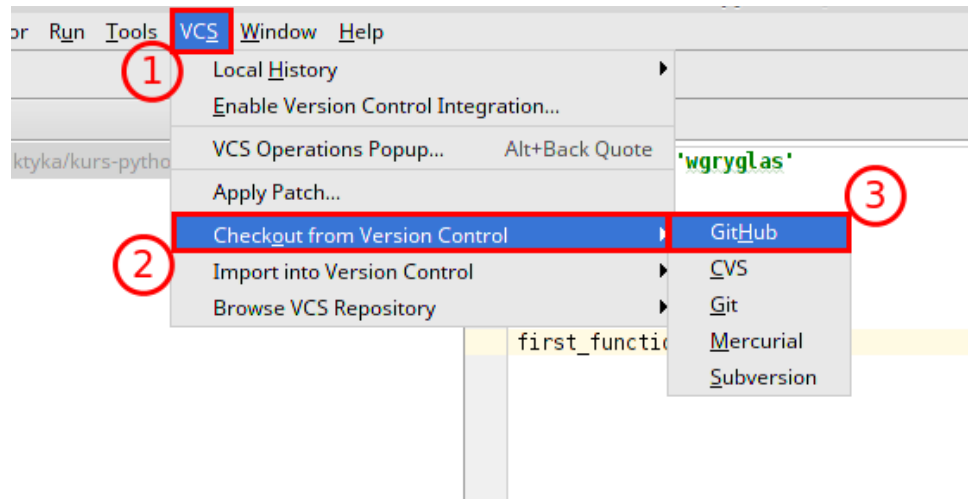 or Run Tools VCS Window Help
1
Local History
Enable Version Control Integration...
VCS Operations Popup... Alt+Back Quote
ktyka/kurs-pytho
'wgryglas'
Apply Patch...
3
Checkout from Version Control
GitHub
2
Import into Version Control
CVS
Browse VCS Repository
Git
first_functi
Mercurial
Subversion